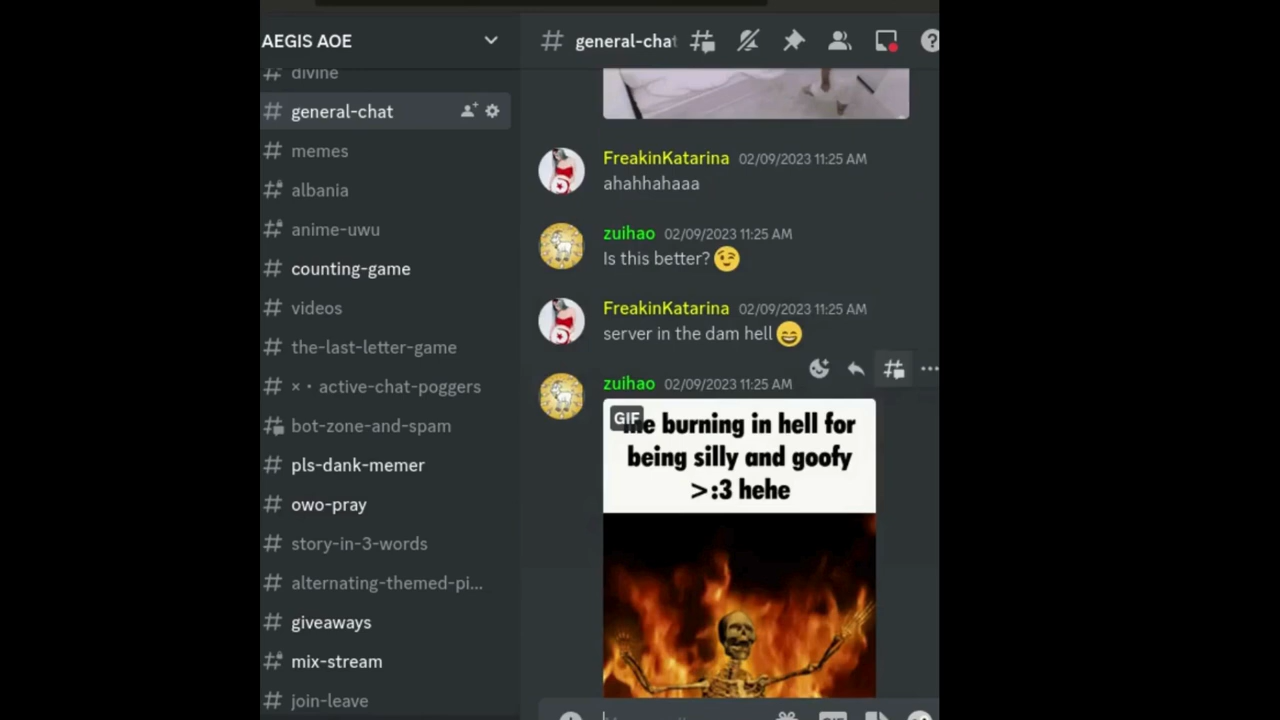 AEGIS AOE
divine
general-chat
memes
albania
anime-uwu
counting-game
videos
the-last-letter-game
× • active-chat-poggers
bot-zone-and-spam
pls-dank-memer
owo-pray
story-in-3-words
alternating-themed-pi...
giveaways
mix-stream
join-leave
general-chat
FreakinKatarina 02/09/2023 11:25 AM
ahahhahaaa
zuihao 02/09/2023 11:25 AM
Is this better? 😉
FreakinKatarina 02/09/2023 11:25 AM
server in the dam hell 😄
zuihao 02/09/2023 11:25 AM
GIF
me burning in hell for
being silly and goofy
>:3 hehe